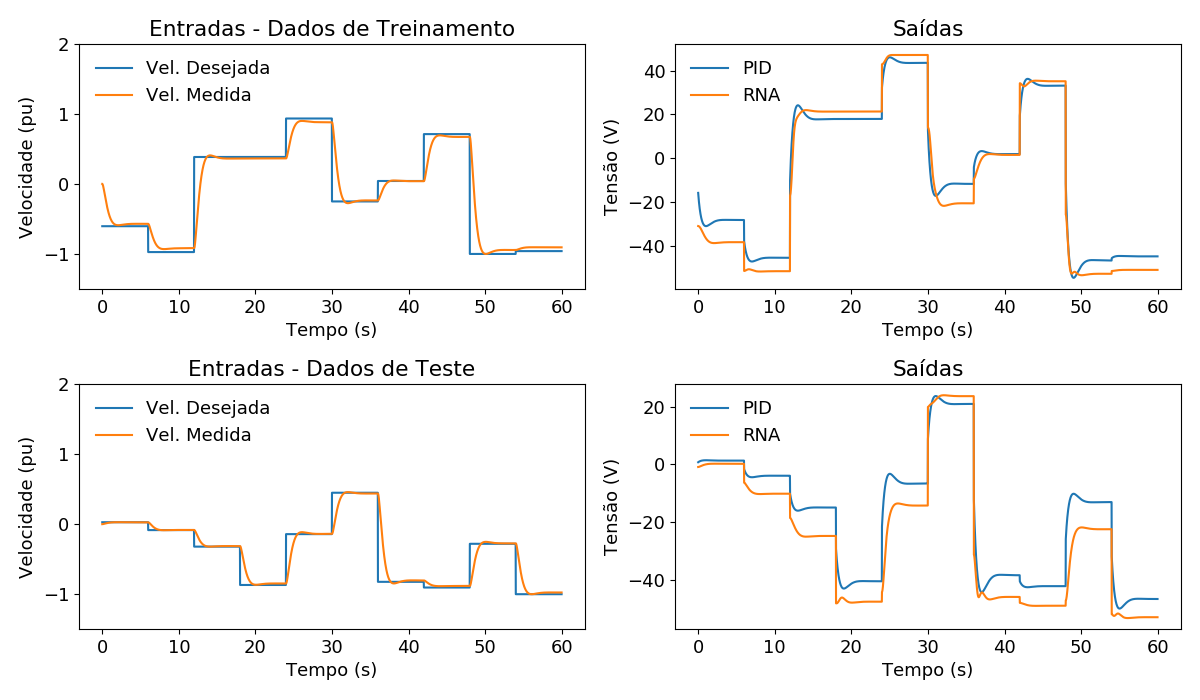 Entradas - Dados de Treinamento
Vel. Desejada
Vel. Medida
Velocidade (pu)
2
1
0
−1
0 10 20 30 40 50 60
Tempo (s)
Saídas
PID
RNA
Tensão (V)
40
20
0
−20
−40
0 10 20 30 40 50 60
Tempo (s)
Entradas - Dados de Teste
Vel. Desejada
Vel. Medida
Velocidade (pu)
2
1
0
−1
0 10 20 30 40 50 60
Tempo (s)
Saídas
PID
RNA
Tensão (V)
20
0
−20
−40
0 10 20 30 40 50 60
Tempo (s)